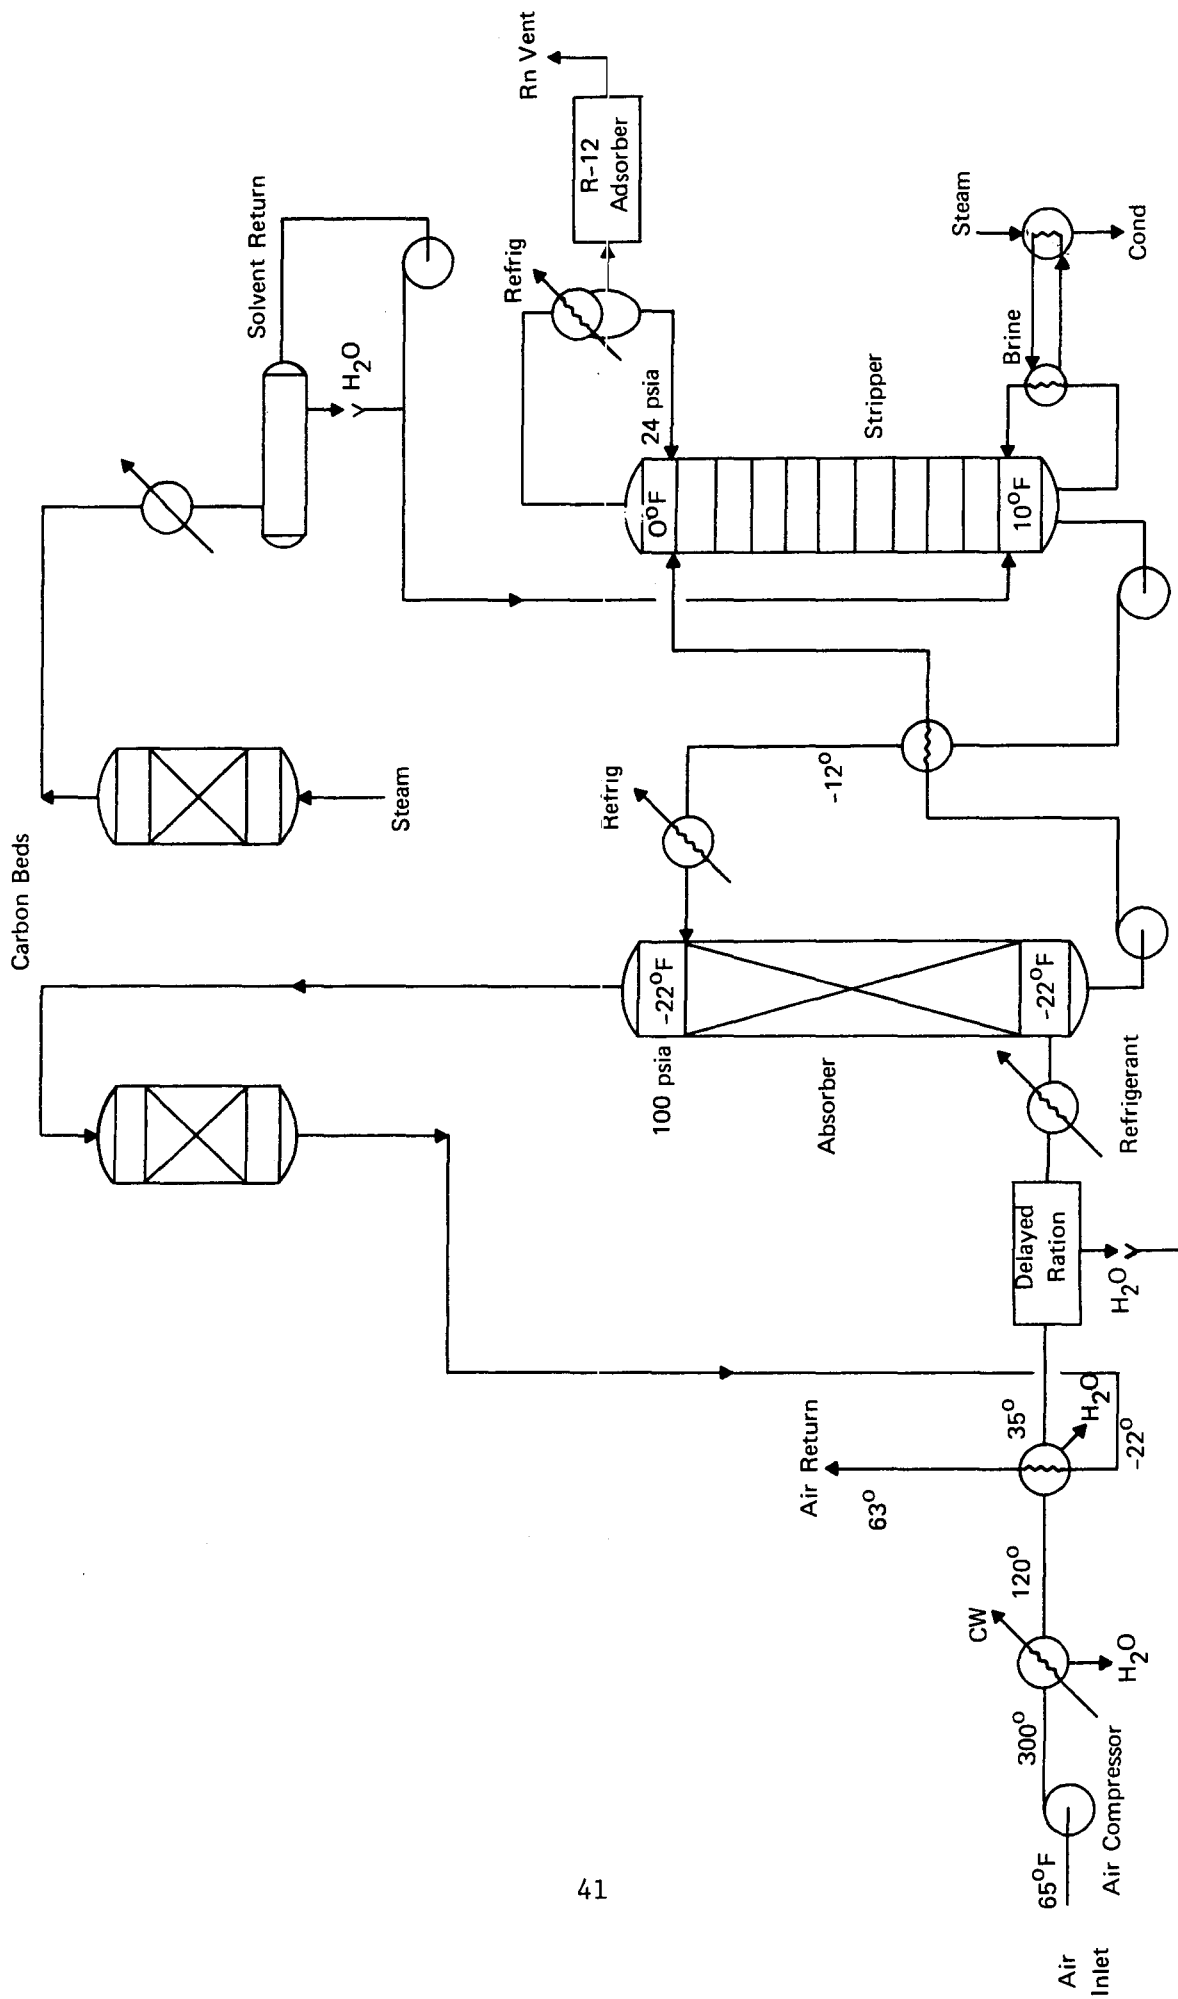 Carbon Beds
Steam
Solvent Return
H2O
Rn Vent
R-12
Adsorber
Refrig
24 psia
0°F
Stripper
10°F
Steam
Brine
Cond
Refrig
-12°
100 psia
-22°F
Absorber
-22°F
Refrigerant
Delayed
Ration
H2O
Air Return
63°
35°
H2O
-22°
120°
CW
H2O
300°
Air Compressor
65°F
Air
Inlet
41